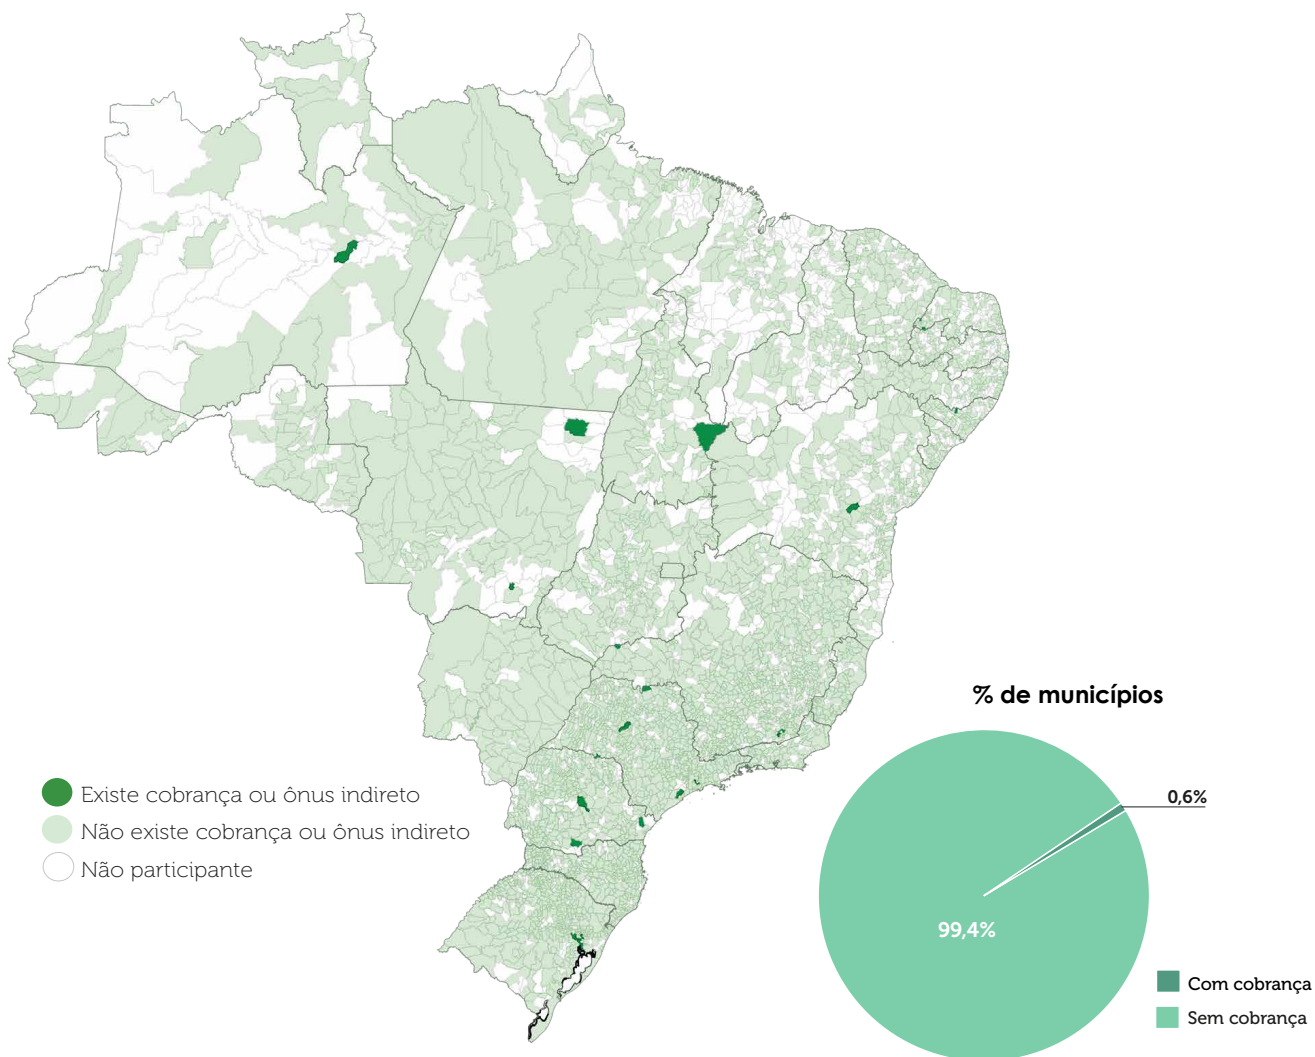 % de municípios
0,6%
99,4%
Existe cobrança ou ônus indireto
Não existe cobrança ou ônus indireto
Não participante
Com cobrança
Sem cobrança